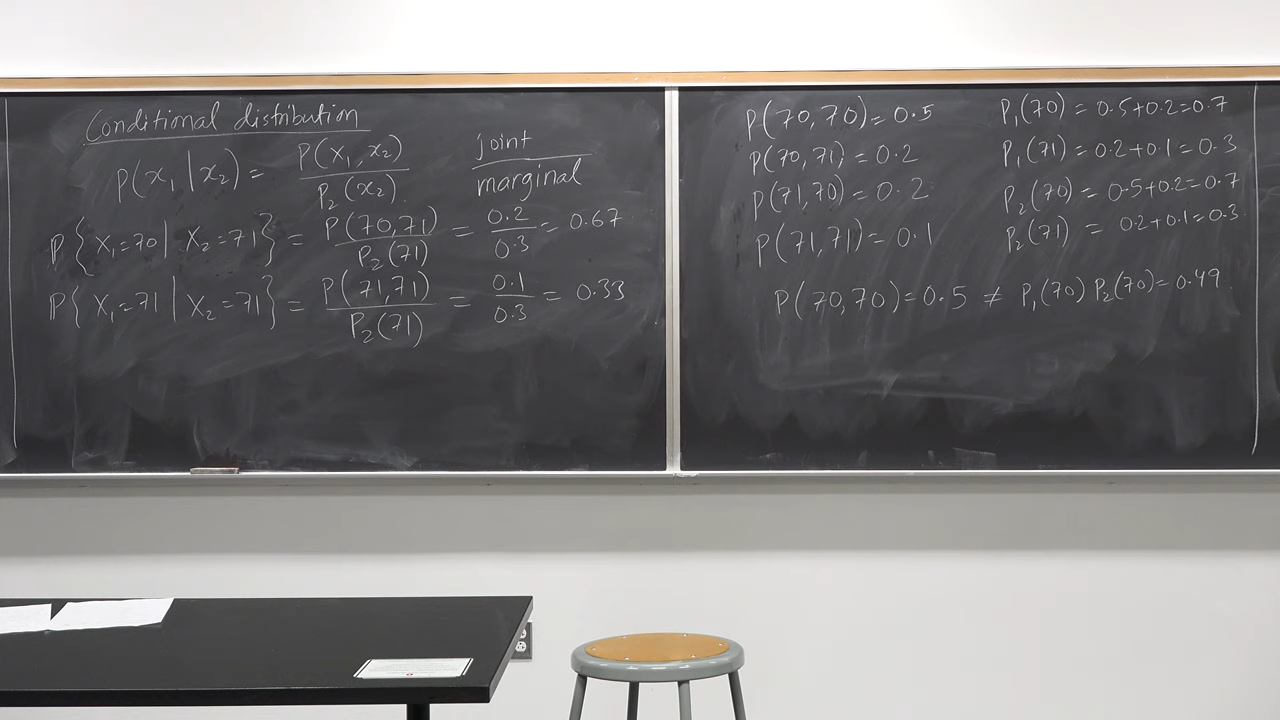 Conditional distribution
P(x₁|x₂) = P(x₁,x₂) / P₂(x₂) joint / marginal
P{X₁=70 | X₂=71} = P(70,71) / P₂(71) = 0.2 / 0.3 = 0.67
P{X₁=71 | X₂=71} = P(71,71) / P₂(71) = 0.1 / 0.3 = 0.33
P(70,70) = 0.5 P₁(70) = 0.5+0.2=0.7
P(70,71) = 0.2 P₁(71) = 0.2+0.1=0.3
P(71,70) = 0.2 P₂(70) = 0.5+0.2=0.7
P(71,71) = 0.1 P₂(71) = 0.2+0.1=0.3
P(70,70) = 0.5 ≠ P₁(70) P₂(70) = 0.49